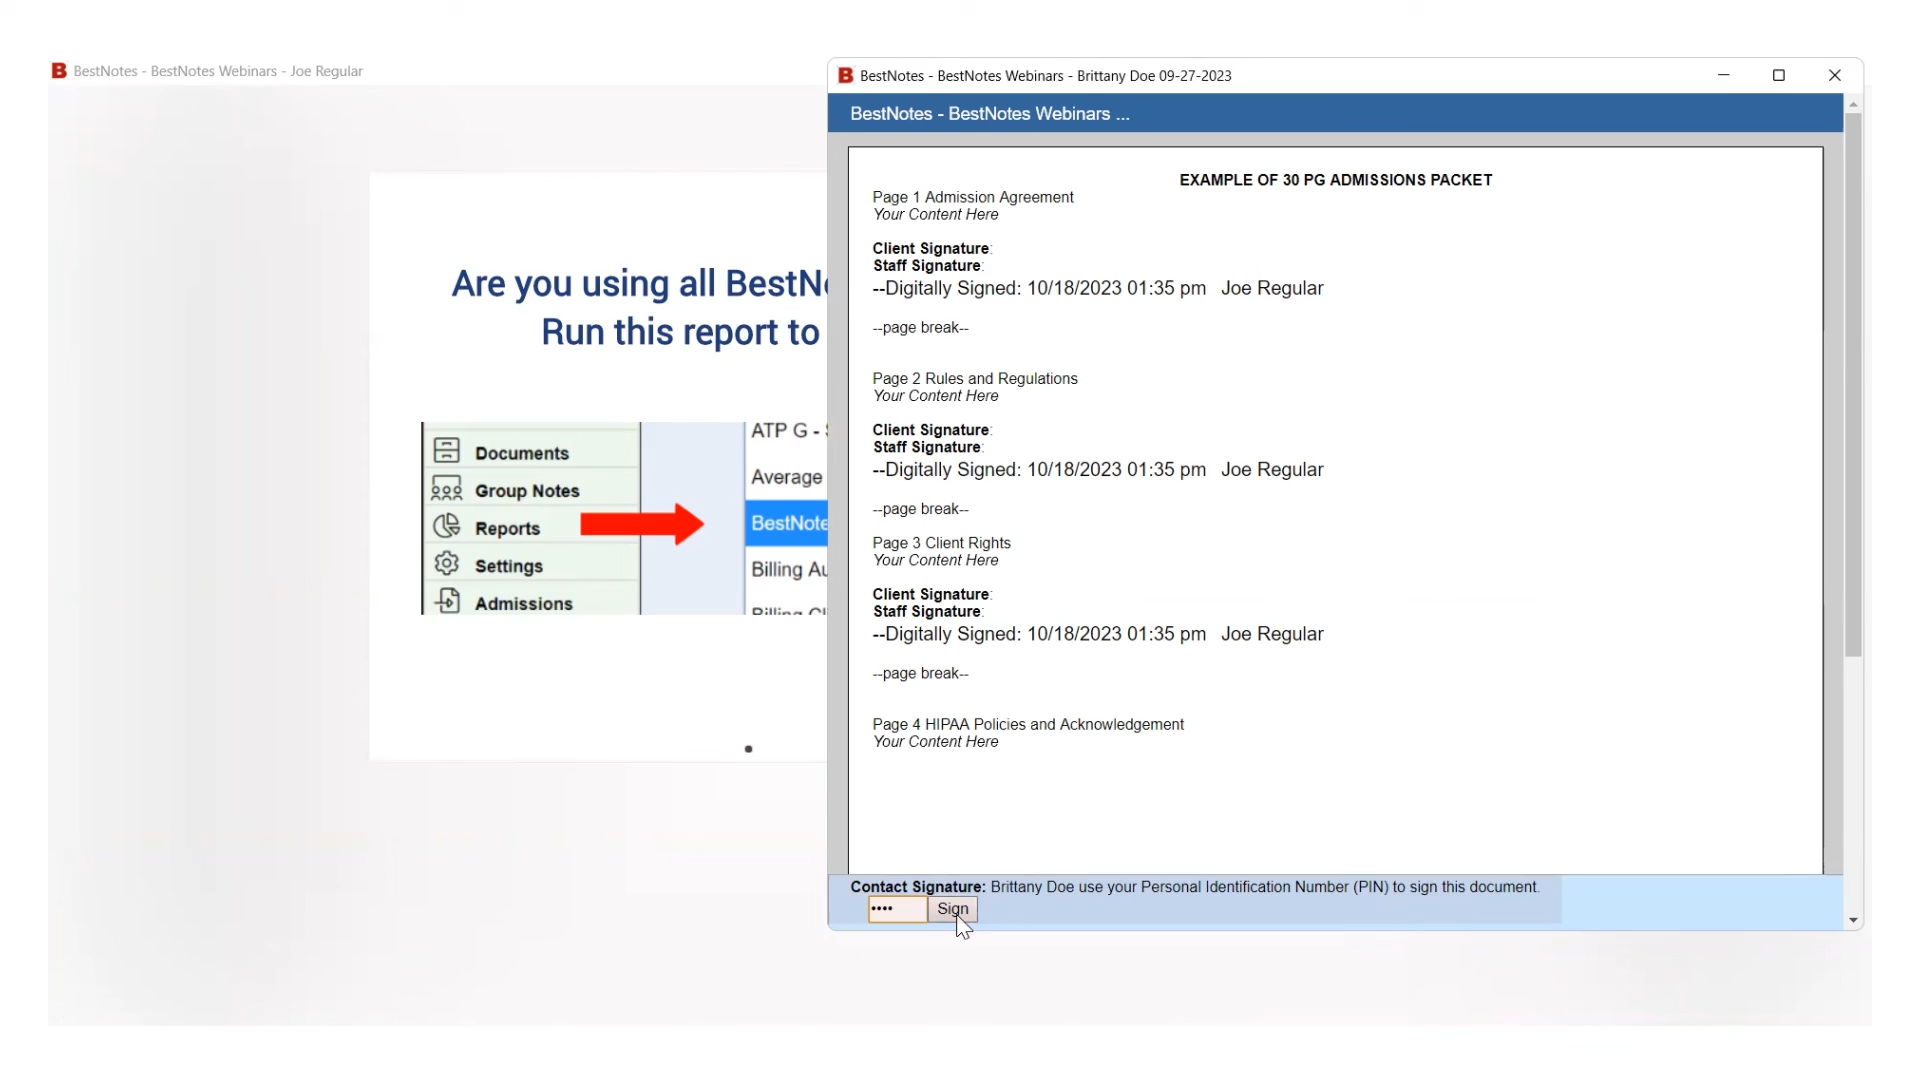 BestNotes - BestNotes Webinars - Joe Regular
Are you using all BestN
Run this report to
Documents
Group Notes
Reports
Settings
Admissions
ATP G -
Average
BestNote
Billing Au
BestNotes - BestNotes Webinars - Brittany Doe 09-27-2023
BestNotes - BestNotes Webinars ...
EXAMPLE OF 30 PG ADMISSIONS PACKET
Page 1 Admission Agreement
Your Content Here
Client Signature:
Staff Signature:
--Digitally Signed: 10/18/2023 01:35 pm Joe Regular
--page break--
Page 2 Rules and Regulations
Your Content Here
Client Signature:
Staff Signature:
--Digitally Signed: 10/18/2023 01:35 pm Joe Regular
--page break--
Page 3 Client Rights
Your Content Here
Client Signature:
Staff Signature:
--Digitally Signed: 10/18/2023 01:35 pm Joe Regular
--page break--
Page 4 HIPAA Policies and Acknowledgement
Your Content Here
Contact Signature: Brittany Doe use your Personal Identification Number (PIN) to sign this document.
•••• Sign